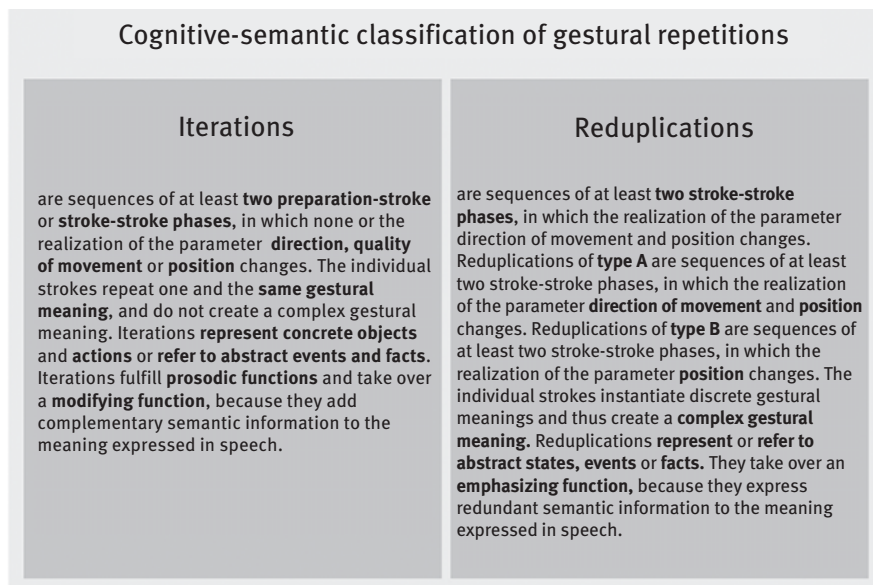 Cognitive-semantic classification of gestural repetitions
Iterations
are sequences of at least two preparation-stroke
or stroke-stroke phases, in which none or the
realization of the parameter direction, quality
of movement or position changes. The individual
strokes repeat one and the same gestural
meaning, and do not create a complex gestural
meaning. Iterations represent concrete objects
and actions or refer to abstract events and facts.
Iterations fulfill prosodic functions and take over
a modifying function, because they add
complementary semantic information to the
meaning expressed in speech.
Reduplications
are sequences of at least two stroke-stroke
phases, in which the realization of the parameter
direction of movement and position changes.
Reduplications of type A are sequences of at least
two stroke-stroke phases, in which the realization
of the parameter direction of movement and position
changes. Reduplications of type B are sequences of
at least two stroke-stroke phases, in which the
realization of the parameter position changes. The
individual strokes instantiate discrete gestural
meanings and thus create a complex gestural
meaning. Reduplications represent or refer to
abstract states, events or facts. They take over an
emphasizing function, because they express
redundant semantic information to the meaning
expressed in speech.